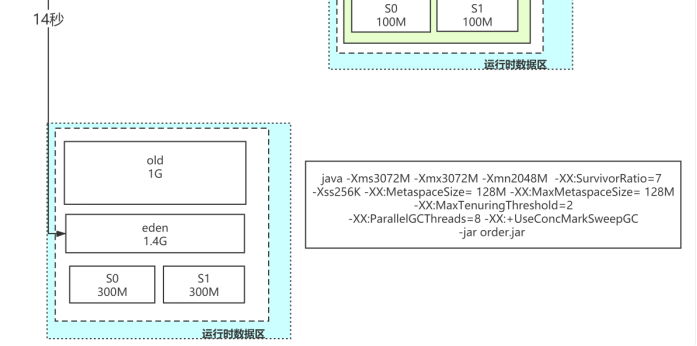 S0
100M
S1
100M
14秒
运行时数据区
old
1G
eden
1.4G
S0
300M
S1
300M
运行时数据区
java -Xms3072M -Xmx3072M -Xmn2048M  -XX:SurvivorRatio=7
-Xss256K -XX:MetaspaceSize= 128M -XX:MaxMetaspaceSize= 128M
-XX:MaxTenuringThreshold=2
-XX:ParallelGCThreads=8 -XX:+UseConcMarkSweepGC
-jar order.jar